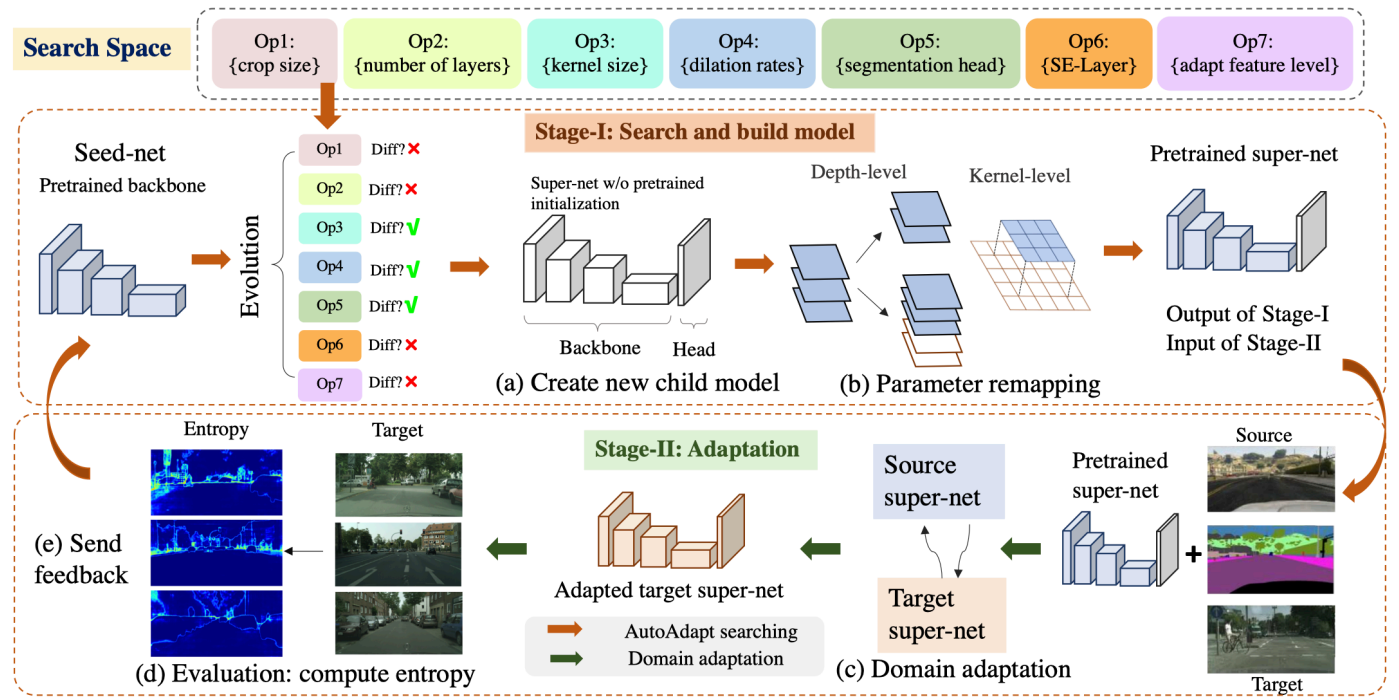 Search Space
Op1:
{crop size}
Op2:
{number of layers}
Op3:
{kernel size}
Op4:
{dilation rates}
Op5:
{segmentation head}
Op6:
{SE-Layer}
Op7:
{adapt feature level}
Stage-I: Search and build model
Seed-net
Pretrained backbone
Evolution
Op1 Diff?
Op2 Diff?
Op3 Diff?
Op4 Diff?
Op5 Diff?
Op6 Diff?
Op7 Diff?
Super-net w/o pretrained
initialization
Backbone
Head
(a) Create new child model
Depth-level
Kernel-level
(b) Parameter remapping
Pretrained super-net
Output of Stage-I
Input of Stage-II
Stage-II: Adaptation
Source
Pretrained
super-net
+
Target
Source
super-net
Target
super-net
(c) Domain adaptation
Adapted target super-net
AutoAdapt searching
Domain adaptation
Entropy
Target
(d) Evaluation: compute entropy
(e) Send
feedback